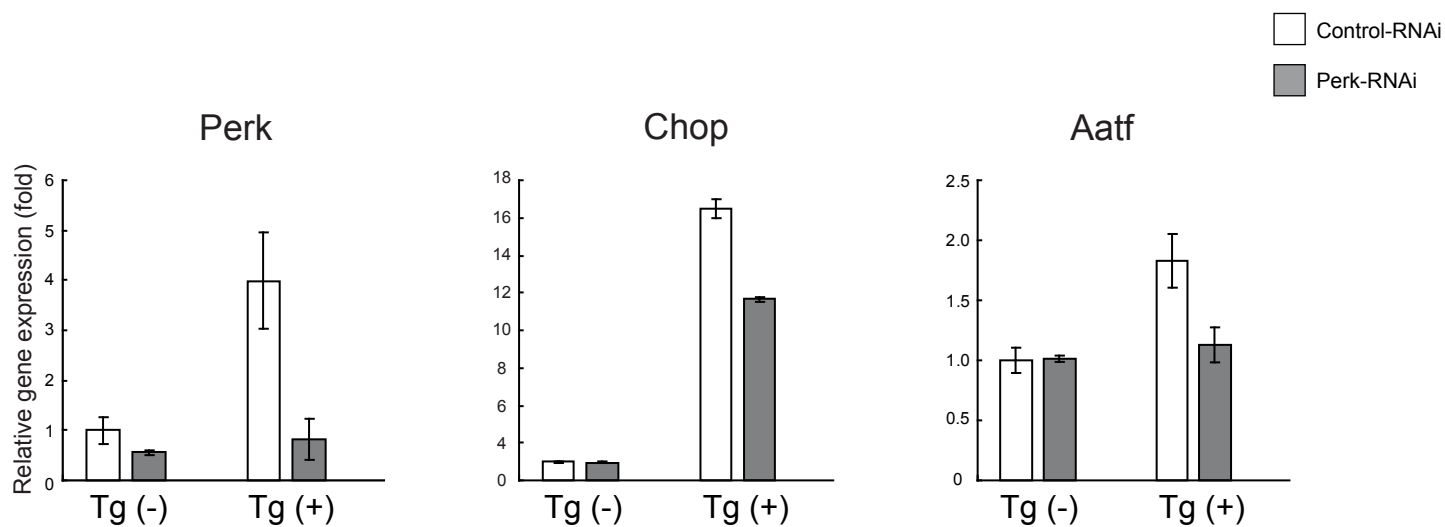 Control-RNAi
Perk-RNAi
Perk
Chop
Aatf
Relative gene expression (fold)
6
5
4
3
2
1
0
Tg (-)
Tg (+)
18
16
14
12
10
8
6
4
0
Tg (-)
Tg (+)
2.5
2.0
1.5
1.0
0.5
0
Tg (-)
Tg (+)